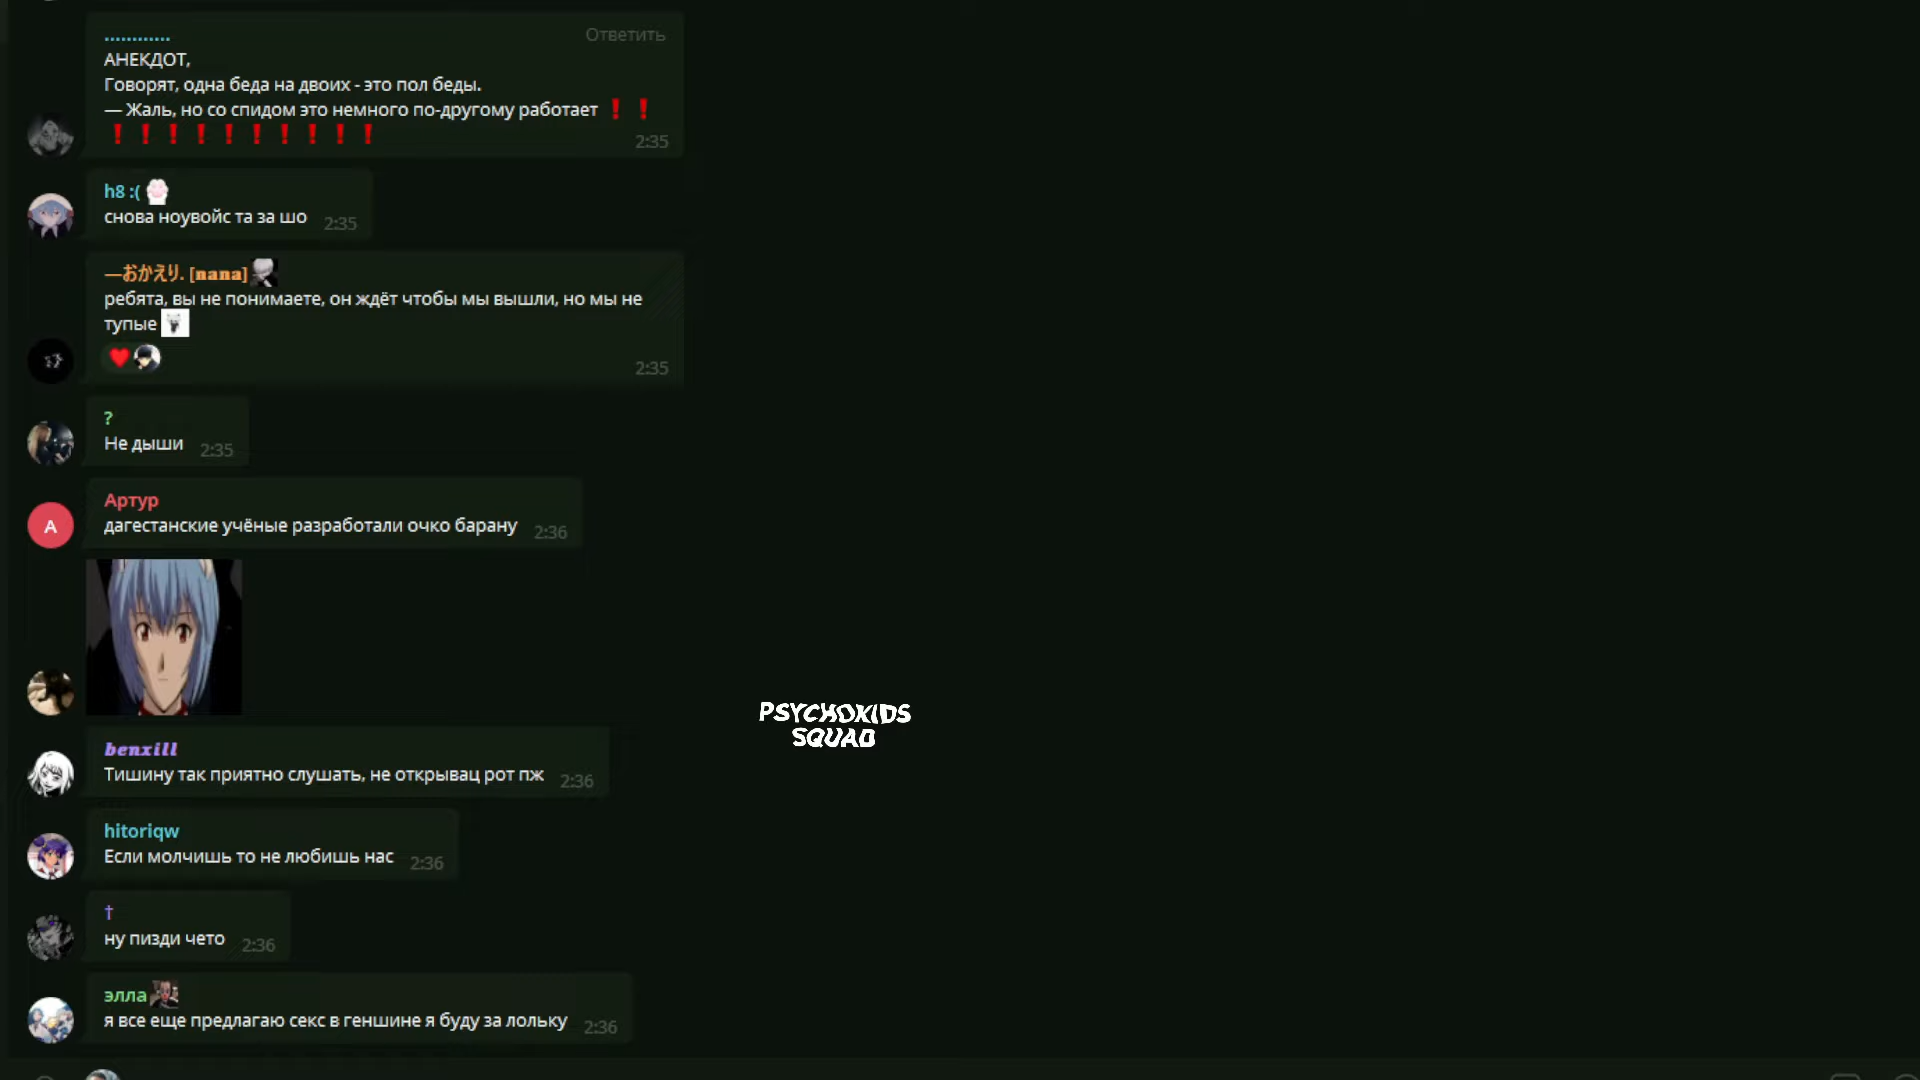 ............
Ответить
АНЕКДОТ,
Говорят, одна беда на двоих - это пол беды.
— Жаль, но со спидом это немного по-другому работает ❗❗
❗❗❗❗❗❗❗❗❗❗
2:35
h8 :(
снова ноувойс та за шо 2:35
—おかえり. [nana]
ребята, вы не понимаете, он ждёт чтобы мы вышли, но мы не
тупые
2:35
?
Не дыши 2:35
Артур
A
дагестанские учёные разработали очко барану 2:36
PSYCHOKIDS
SQUAD
benxill
Тишину так приятно слушать, не открывац рот пж 2:36
hitoriqw
Если молчишь то не любишь нас 2:36
†
ну пизди чето 2:36
элла
я все еще предлагаю секс в геншине я буду за лольку 2:36